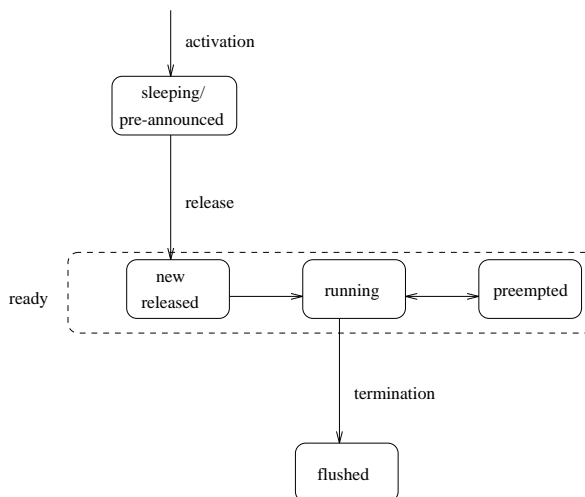 activation
sleeping/
pre-announced
release
ready
new
released
running
preempted
termination
flushed